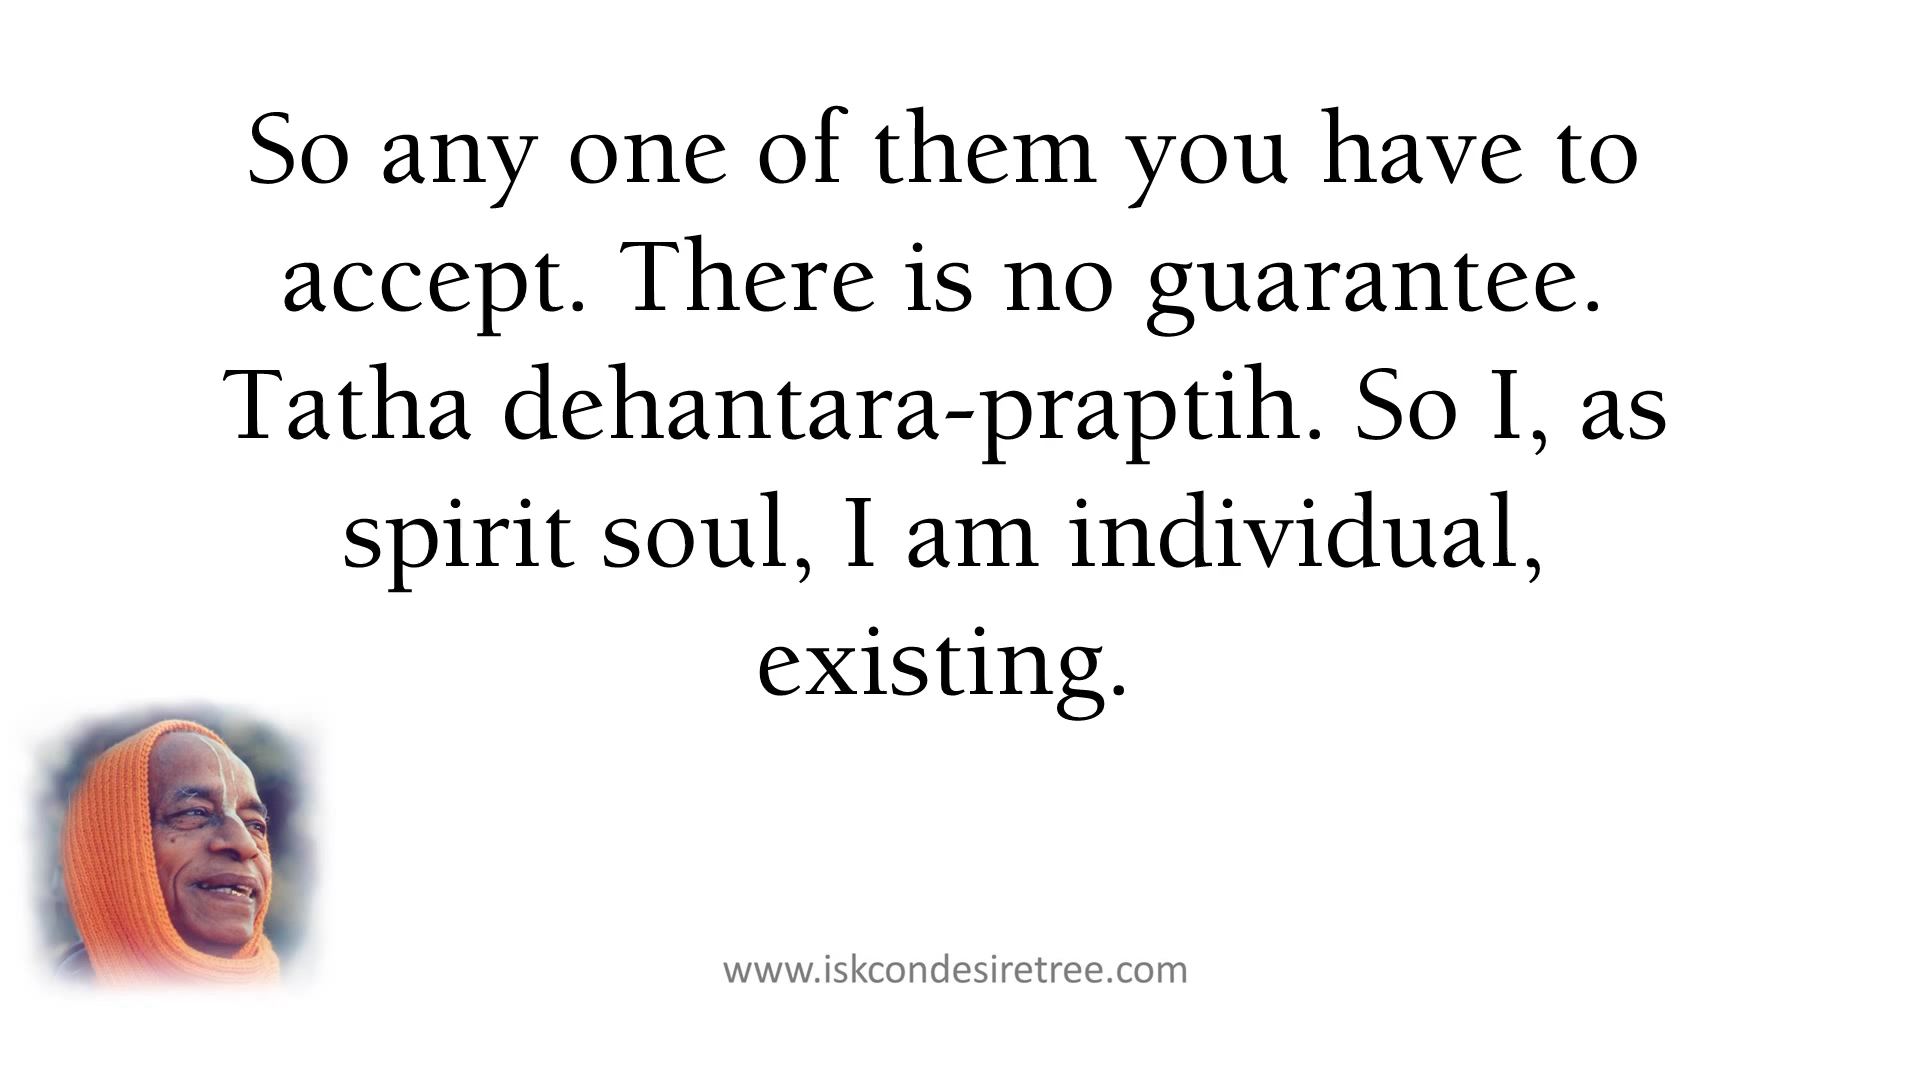 So any one of them you have to
accept. There is no guarantee.
Tatha dehantara-praptih. So I, as
spirit soul, I am individual,
existing.
www.iskcondesiretree.com